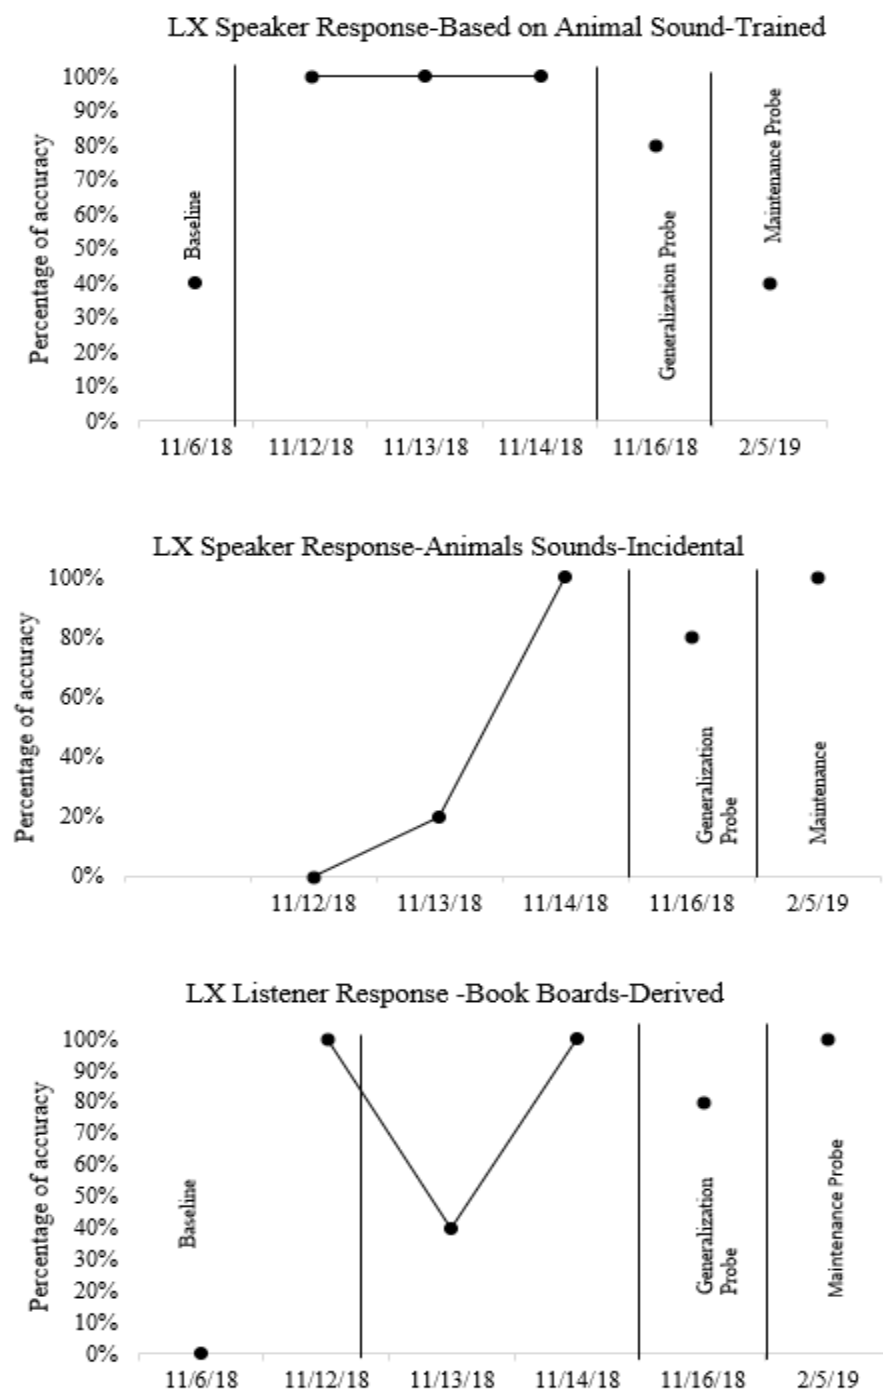 LX Speaker Response-Based on Animal Sound-Trained
Percentage of accuracy
100%
90%
80%
70%
60%
50%
40%
30%
20%
10%
0%
Baseline
Generalization Probe
Maintenance Probe
11/6/18 11/12/18 11/13/18 11/14/18 11/16/18 2/5/19
LX Speaker Response-Animals Sounds-Incidental
Percentage of accuracy
100%
80%
60%
40%
20%
0%
Generalization
Probe
Maintenance
11/12/18 11/13/18 11/14/18 11/16/18 2/5/19
LX Listener Response -Book Boards-Derived
Percentage of accuracy
100%
90%
80%
70%
60%
50%
40%
30%
20%
10%
0%
Baseline
Generalization
Probe
Maintenance Probe
11/6/18 11/12/18 11/13/18 11/14/18 11/16/18 2/5/19